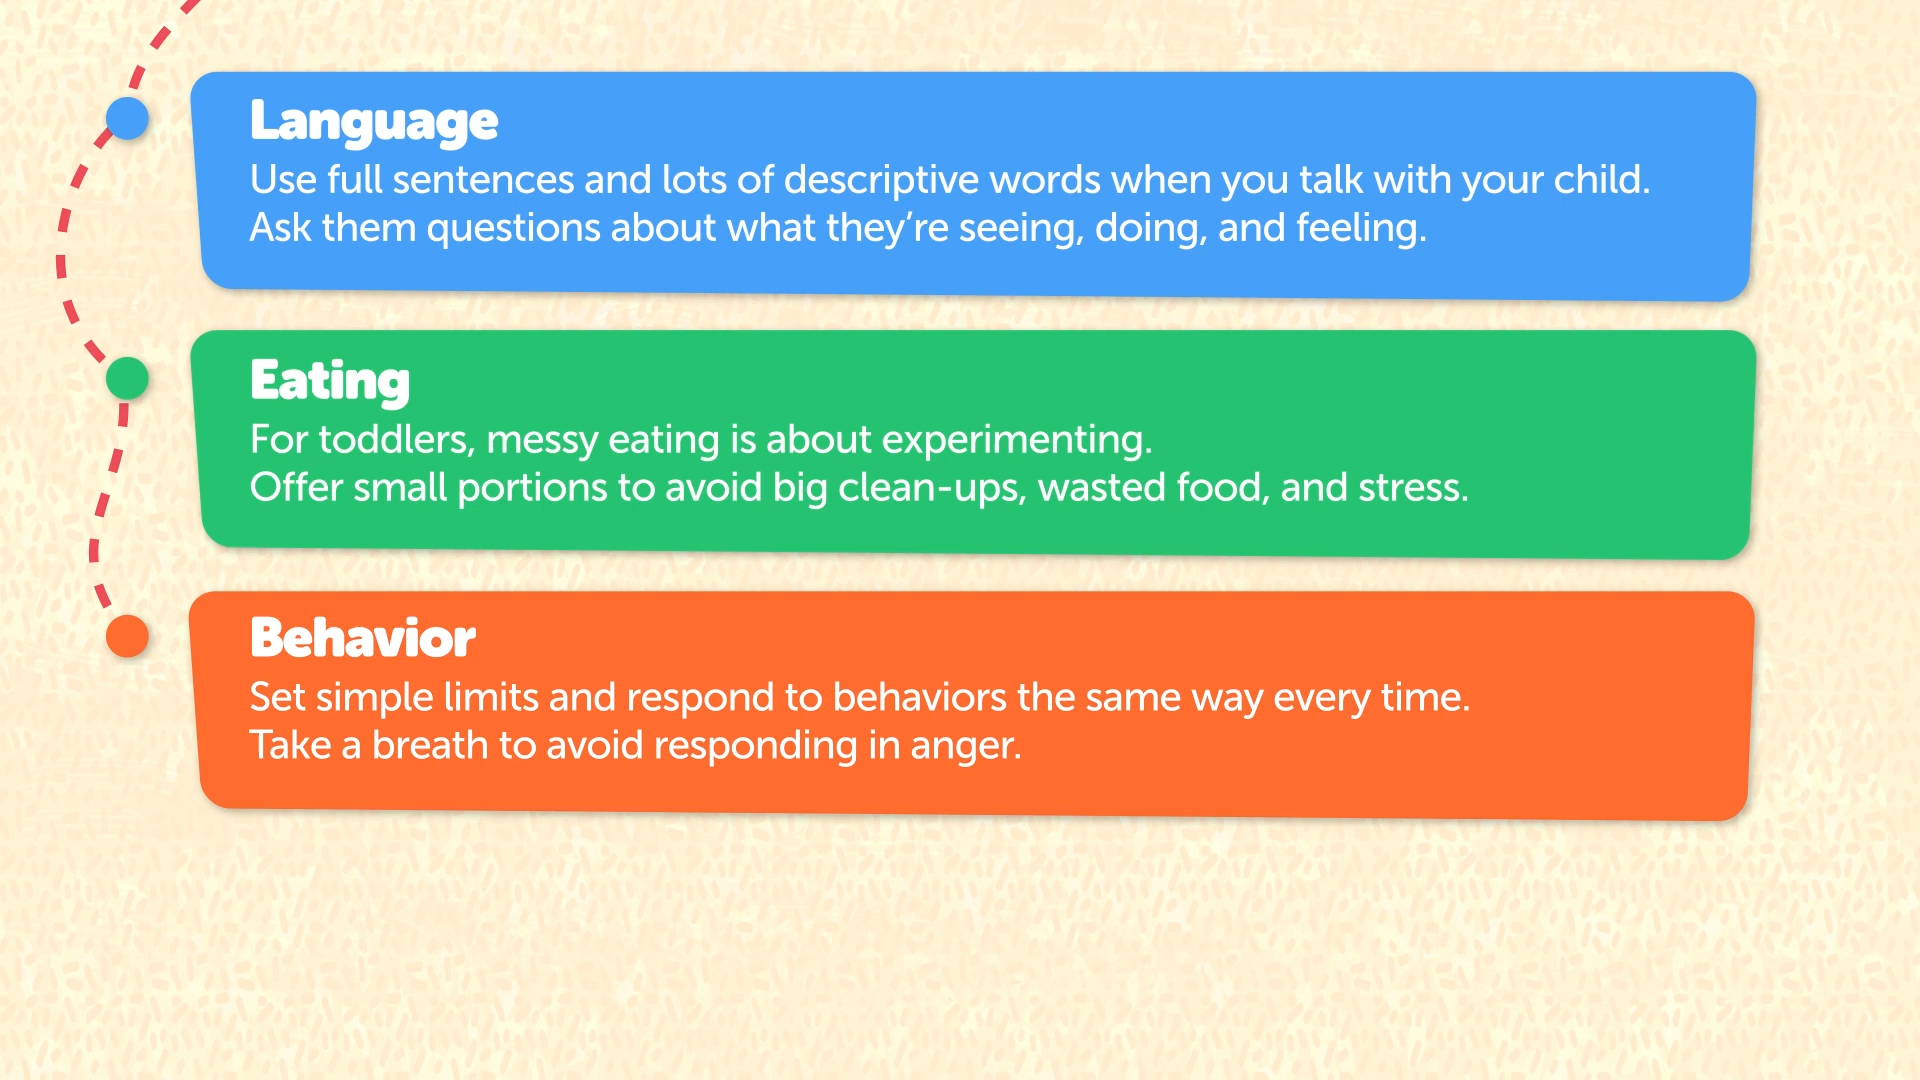 Language
Use full sentences and lots of descriptive words when you talk with your child.
Ask them questions about what they’re seeing, doing, and feeling.
Eating
For toddlers, messy eating is about experimenting.
Offer small portions to avoid big clean-ups, wasted food, and stress.
Behavior
Set simple limits and respond to behaviors the same way every time.
Take a breath to avoid responding in anger.